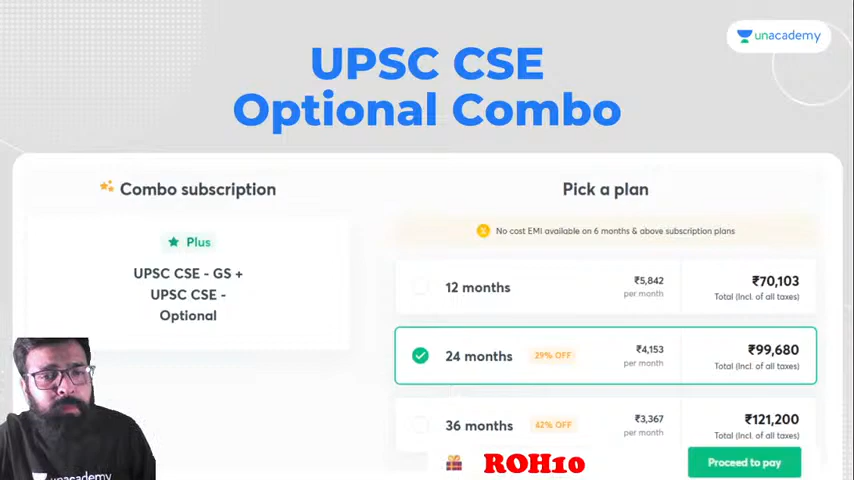 unacademy
UPSC CSE
Optional Combo
Combo subscription
Plus
UPSC CSE - GS +
UPSC CSE -
Optional
Pick a plan
No cost EMI available on 6 months & above subscription plans
12 months
₹5,842
per month
₹70,103
Total (Incl. of all taxes)
24 months
29% OFF
₹4,153
per month
₹99,680
Total (Incl. of all taxes)
36 months
42% OFF
₹3,367
per month
₹121,200
Total (Incl. of all taxes)
ROH10
Proceed to pay
unacademy